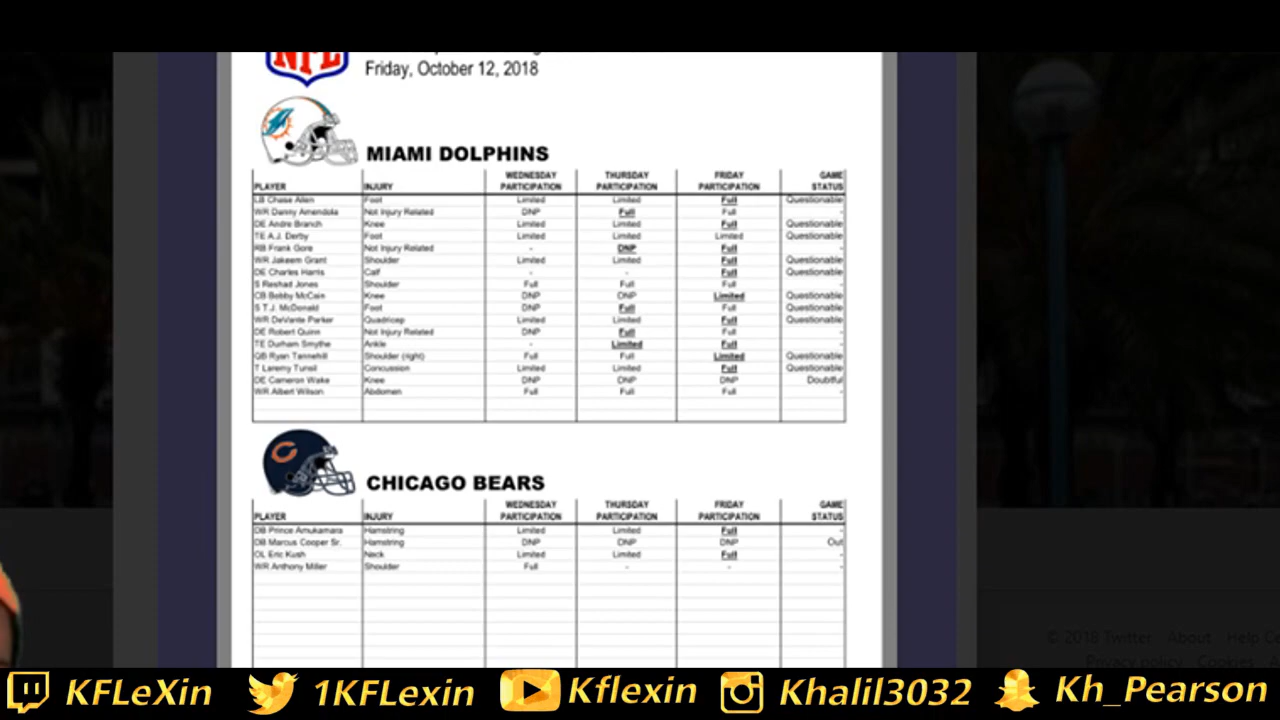 NFL
Friday, October 12, 2018
MIAMI DOLPHINS
PLAYER INJURY WEDNESDAY PARTICIPATION THURSDAY PARTICIPATION FRIDAY PARTICIPATION GAME STATUS
LB Chase Allen Foot Limited Limited Full Questionable
WR Danny Amendola Not Injury Related DNP Full Full -
DE Andre Branch Knee Limited Limited Full Questionable
TE A.J. Derby Foot Limited Limited Limited Questionable
RB Frank Gore Not Injury Related - DNP Full -
WR Jakeem Grant Shoulder Limited Limited Full Questionable
DE Charles Harris Calf - - Full Questionable
S Reshad Jones Shoulder Full Full Full -
CB Bobby McCain Knee DNP DNP Limited Questionable
S T.J. McDonald Foot DNP Full Full Questionable
WR DeVante Parker Quadricep Limited Limited Full Questionable
DE Robert Quinn Not Injury Related DNP Full Full -
TE Durham Smythe Ankle - Limited Full -
QB Ryan Tannehill Shoulder (right) Full Full Limited Questionable
T Laremy Tunsil Concussion Limited Limited Full Questionable
DE Cameron Wake Knee DNP DNP DNP Doubtful
WR Albert Wilson Abdomen Full Full Full -
CHICAGO BEARS
PLAYER INJURY WEDNESDAY PARTICIPATION THURSDAY PARTICIPATION FRIDAY PARTICIPATION GAME STATUS
DB Prince Amukamara Hamstring Limited Limited Full -
DB Marcus Cooper Sr. Hamstring DNP DNP DNP Out
OL Eric Kush Neck Limited Limited Full -
WR Anthony Miller Shoulder Full - - -
© 2018 Twitter About Help
Privacy policy Cookies
KFLeXin 1KFLexin Kflexin Khalil3032 Kh_Pearson